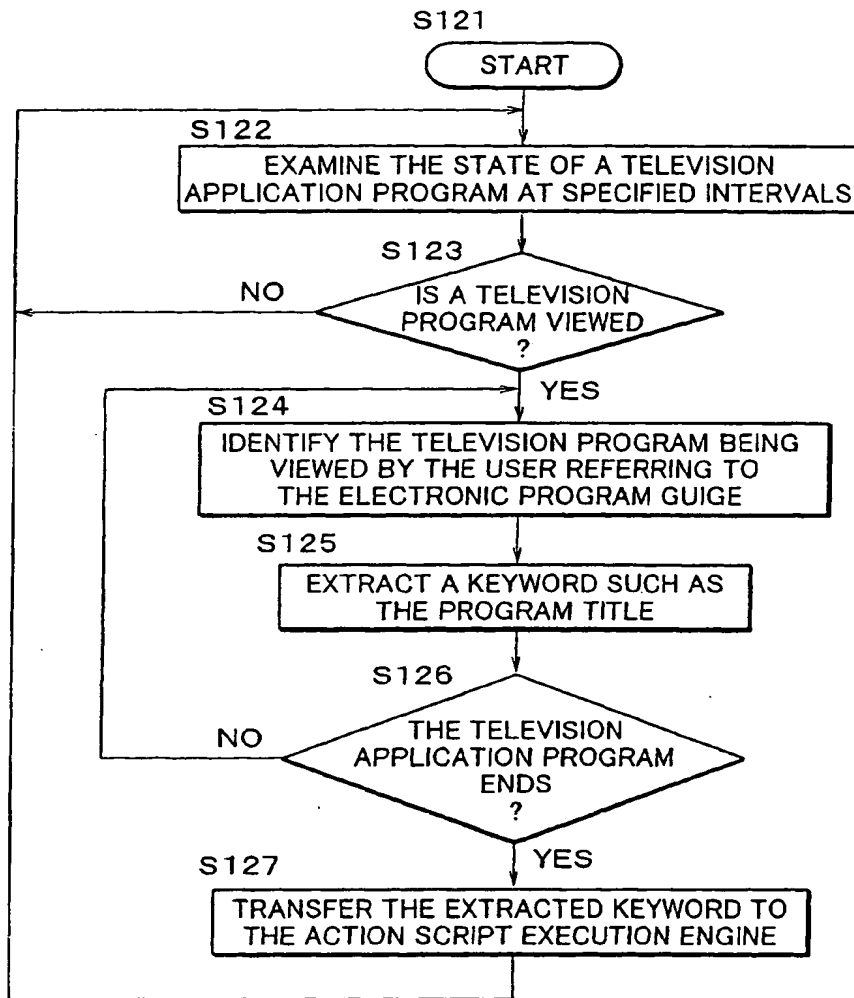 S121
START
S122
EXAMINE THE STATE OF A TELEVISION
APPLICATION PROGRAM AT SPECIFIED INTERVALS
S123
NO
IS A TELEVISION
PROGRAM VIEWED
?
YES
S124
IDENTIFY THE TELEVISION PROGRAM BEING
VIEWED BY THE USER REFERRING TO
THE ELECTRONIC PROGRAM GUIGE
S125
EXTRACT A KEYWORD SUCH AS
THE PROGRAM TITLE
S126
NO
THE TELEVISION
APPLICATION PROGRAM
ENDS
?
YES
S127
TRANSFER THE EXTRACTED KEYWORD TO
THE ACTION SCRIPT EXECUTION ENGINE